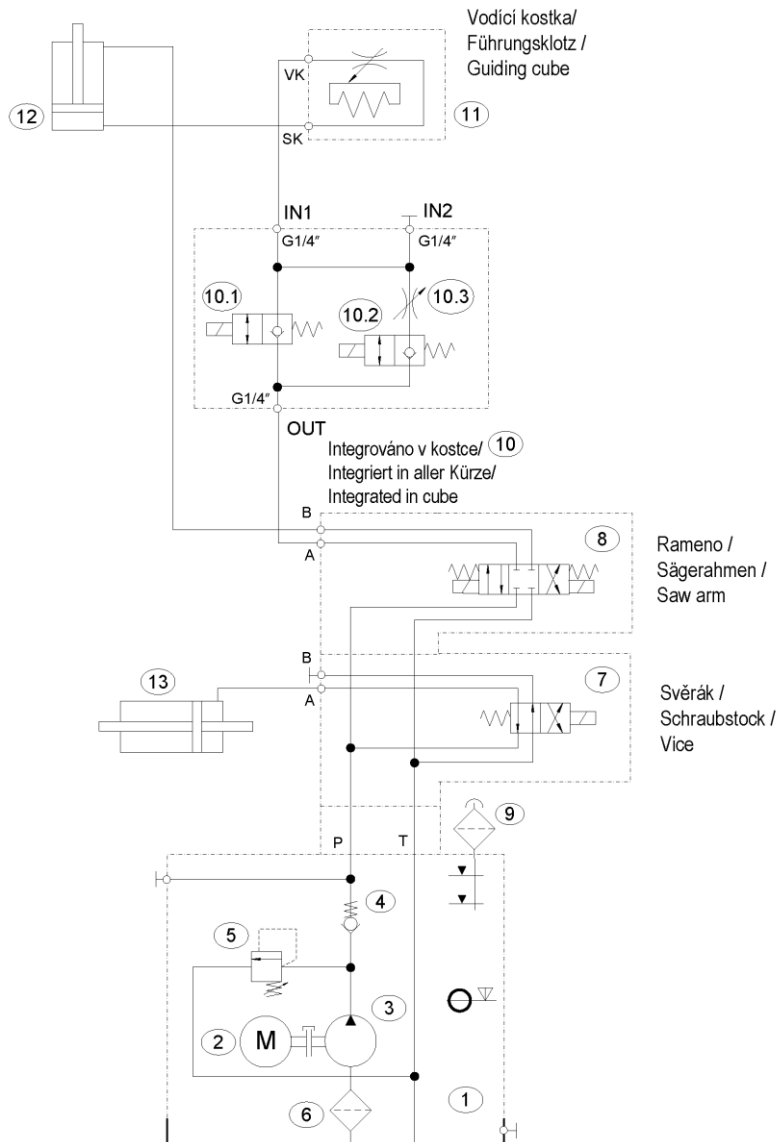 Vodící kostka/
Führungsklotz /
Guiding cube
VK
12
11
SK
IN1
IN2
G1/4″
G1/4″
10.1
10.3
10.2
G1/4″
OUT
Integrováno v kostce/
10
Integriert in aller Kürze/
Integrated in cube
B
8
A
Rameno /
Sägerahmen /
Saw arm
B
13
7
A
Svěrák /
Schraubstock /
Vice
9
P
T
4
5
3
2
M
1
6